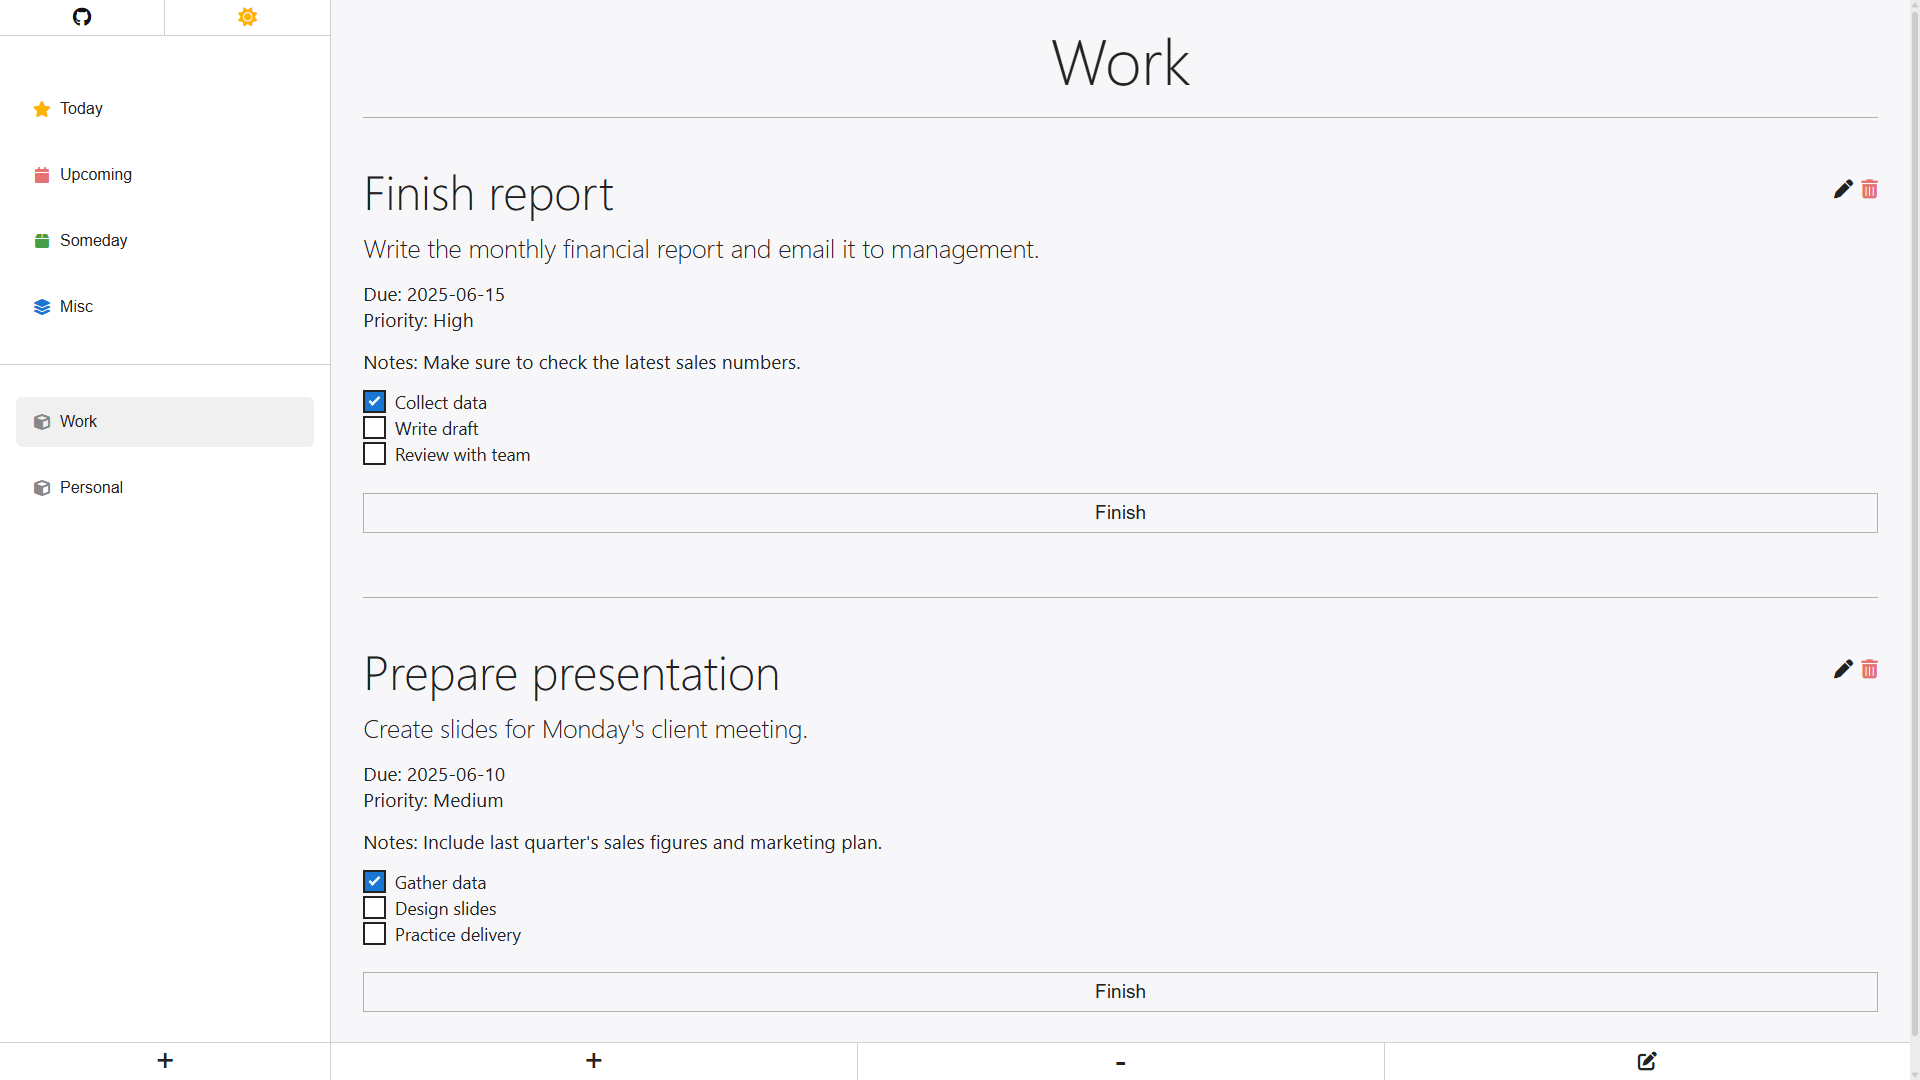 Today
Upcoming
Someday
Misc
Work
Personal
+
Work
Finish report
Write the monthly financial report and email it to management.
Due: 2025-06-15
Priority: High
Notes: Make sure to check the latest sales numbers.
Collect data
Write draft
Review with team
Finish
Prepare presentation
Create slides for Monday's client meeting.
Due: 2025-06-10
Priority: Medium
Notes: Include last quarter's sales figures and marketing plan.
Gather data
Design slides
Practice delivery
Finish
+
-